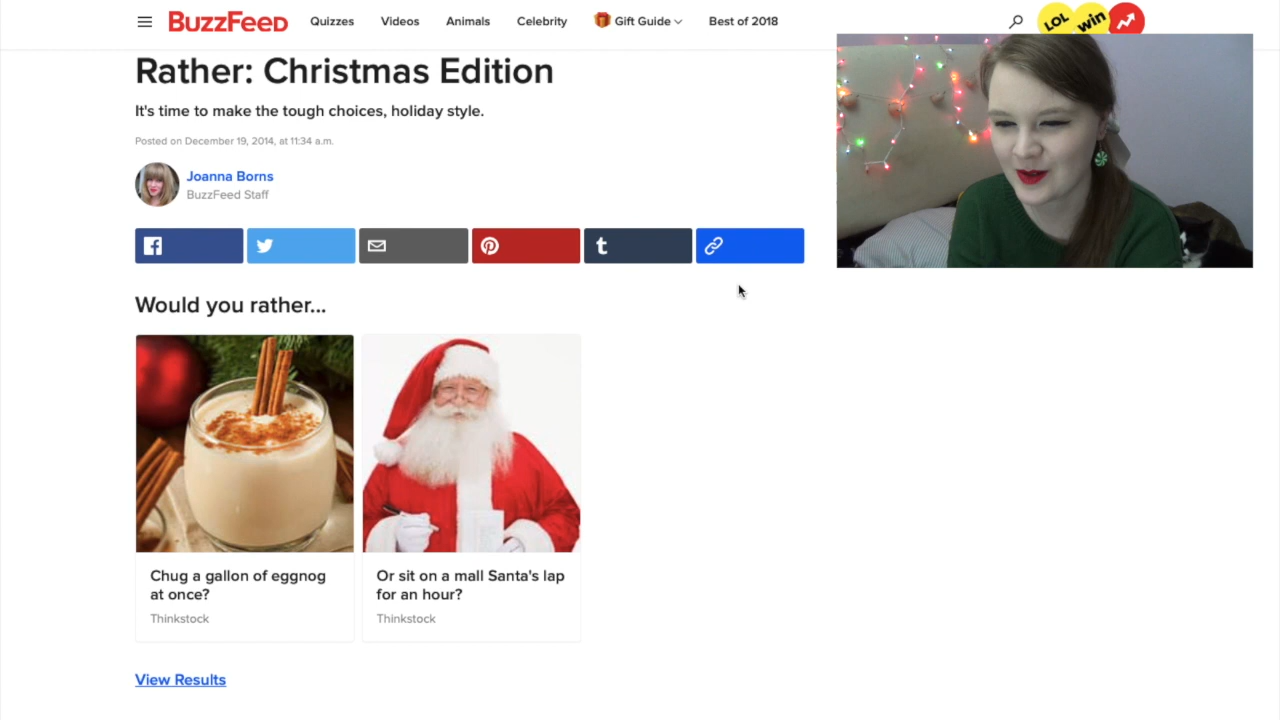 BuzzFeed Quizzes Videos Animals Celebrity Gift Guide Best of 2018 LOL win
Rather: Christmas Edition
It's time to make the tough choices, holiday style.
Posted on December 19, 2014, at 11:34 a.m.
Joanna Borns
BuzzFeed Staff
Would you rather...
Chug a gallon of eggnog
at once?
Thinkstock
Or sit on a mall Santa's lap
for an hour?
Thinkstock
View Results